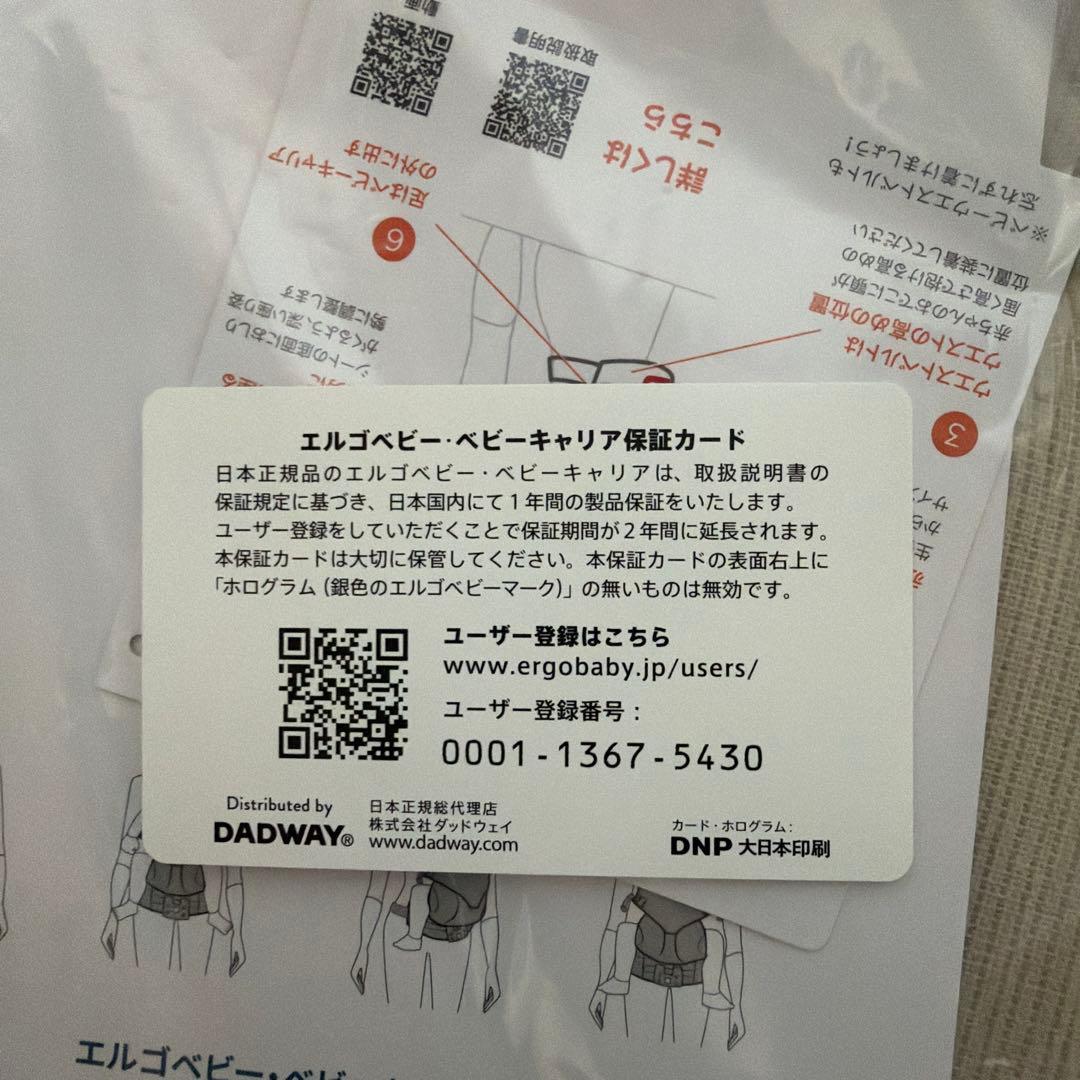 動画
取扱説明書
詳しくは
こちら
足はベビーキャリア
の外に出す
6
シートの底面におしり
がくるよう、深い座り姿
勢に調整します
※ベビーウエストベルトも
忘れずに着けましょう!
3
ウエストベルトは
ウエストの高めの位置
赤ちゃんのおでこに顎が
届く高さで抱ける高めの
位置に装着してください
エルゴベビー・ベビーキャリア保証カード
日本正規品のエルゴベビー・ベビーキャリアは、取扱説明書の
保証規定に基づき、日本国内にて1年間の製品保証をいたします。
ユーザー登録をしていただくことで保証期間が2年間に延長されます。
本保証カードは大切に保管してください。本保証カードの表面右上に
「ホログラム(銀色のエルゴベビーマーク)」の無いものは無効です。
ユーザー登録はこちら
www.ergobaby.jp/users/
ユーザー登録番号:
0001-1367-5430
Distributed by
DADWAY®
日本正規総代理店
株式会社ダッドウェイ
www.dadway.com
カード・ホログラム:
DNP 大日本印刷
エルゴベビー・ベビ